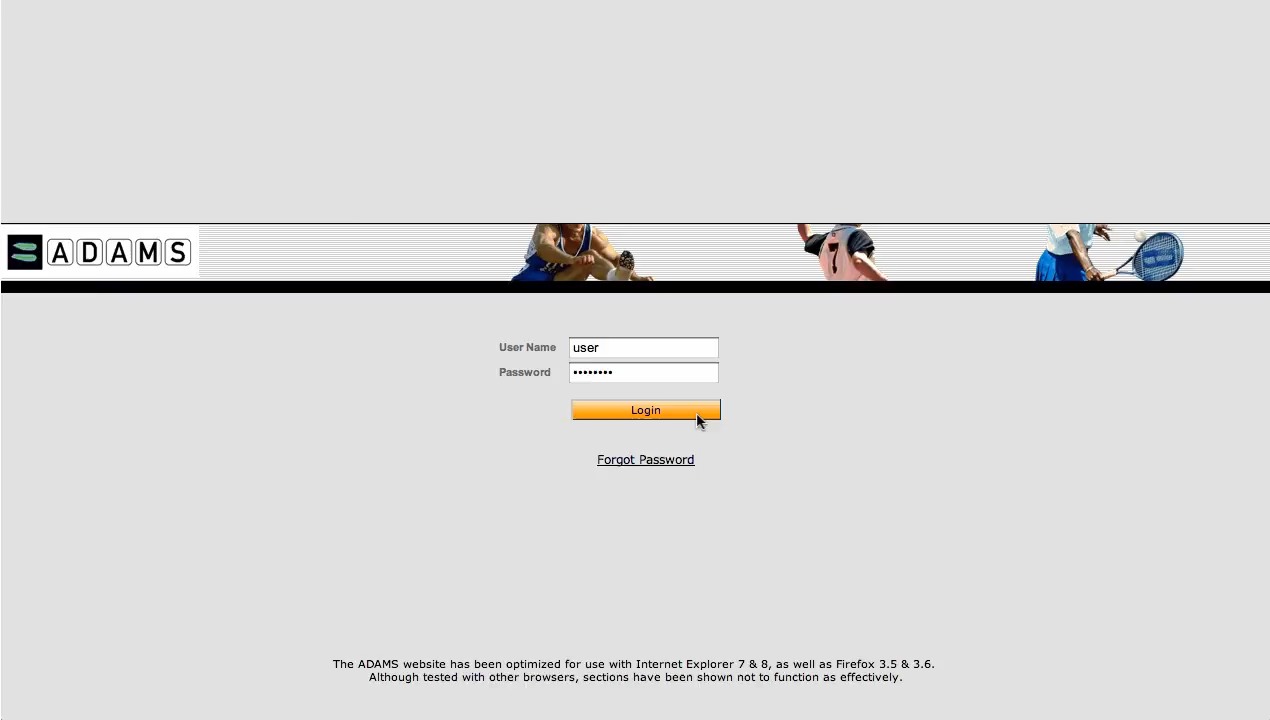 ADAMS
7
User Name user
Password ••••••••
Login
Forgot Password
The ADAMS website has been optimized for use with Internet Explorer 7 & 8, as well as Firefox 3.5 & 3.6.
Although tested with other browsers, sections have been shown not to function as effectively.